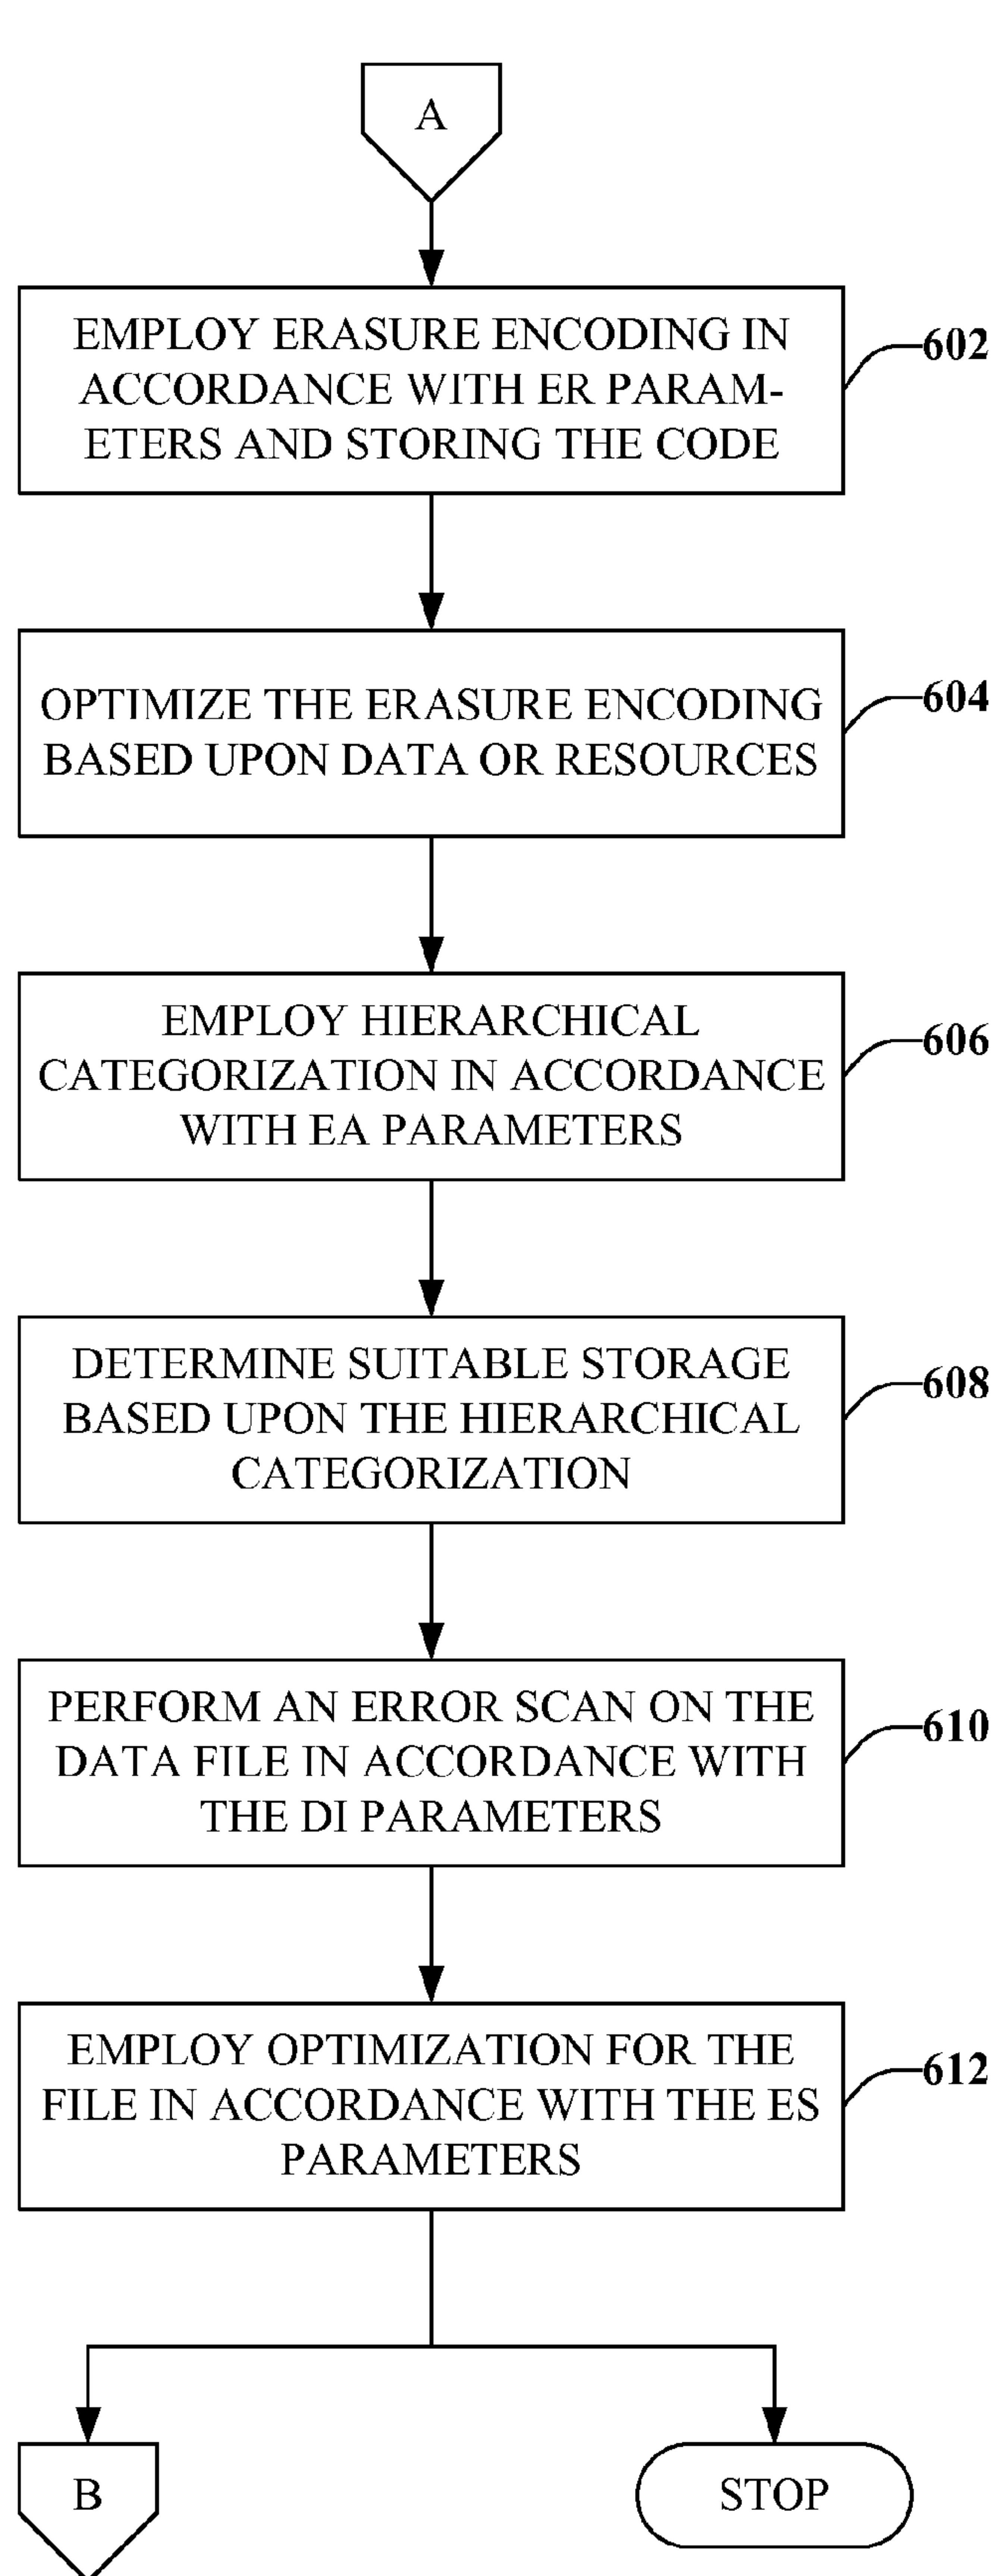 A
EMPLOY ERASURE ENCODING IN
ACCORDANCE WITH ER PARAM-
ETERS AND STORING THE CODE
602
OPTIMIZE THE ERASURE ENCODING
BASED UPON DATA OR RESOURCES
604
EMPLOY HIERARCHICAL
CATEGORIZATION IN ACCORDANCE
WITH EA PARAMETERS
606
DETERMINE SUITABLE STORAGE
BASED UPON THE HIERARCHICAL
CATEGORIZATION
608
PERFORM AN ERROR SCAN ON THE
DATA FILE IN ACCORDANCE WITH
THE DI PARAMETERS
610
EMPLOY OPTIMIZATION FOR THE
FILE IN ACCORDANCE WITH THE ES
PARAMETERS
612
B
STOP